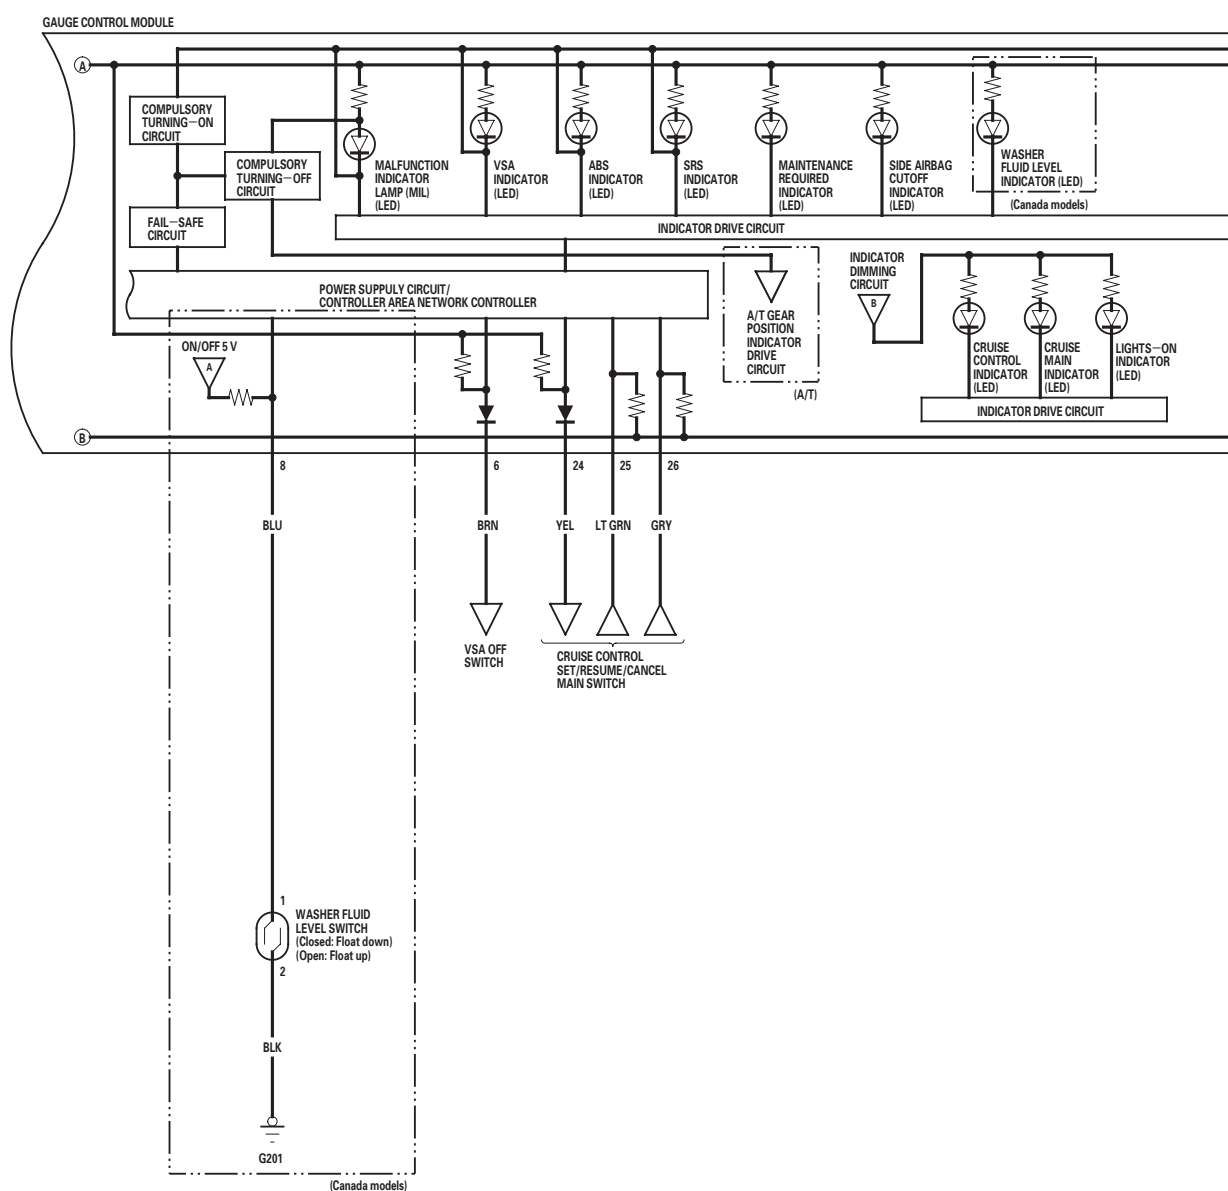 GAUGE CONTROL MODULE
A
COMPULSORY
TURNING—ON
CIRCUIT
COMPULSORY
TURNING—OFF
CIRCUIT
FAIL—SAFE
CIRCUIT
MALFUNCTION
INDICATOR
LAMP (MIL)
(LED)
VSA
INDICATOR
(LED)
ABS
INDICATOR
(LED)
SRS
INDICATOR
(LED)
MAINTENANCE
REQUIRED
INDICATOR
(LED)
SIDE AIRBAG
CUTOFF
INDICATOR
(LED)
WASHER
FLUID LEVEL
INDICATOR (LED)
(Canada models)
INDICATOR DRIVE CIRCUIT
POWER SUPPLY CIRCUIT/
CONTROLLER AREA NETWORK CONTROLLER
A/T GEAR
POSITION
INDICATOR
DRIVE
CIRCUIT
(A/T)
INDICATOR
DIMMING
CIRCUIT
B
CRUISE
CONTROL
INDICATOR
(LED)
CRUISE
MAIN
INDICATOR
(LED)
LIGHTS—ON
INDICATOR
(LED)
INDICATOR DRIVE CIRCUIT
ON/OFF 5 V
A
B
8
6
24
25
26
BLU
BRN
YEL
LT GRN
GRY
VSA OFF
SWITCH
CRUISE CONTROL
SET/RESUME/CANCEL
MAIN SWITCH
1
WASHER FLUID
LEVEL SWITCH
(Closed: Float down)
(Open: Float up)
2
BLK
G201
(Canada models)